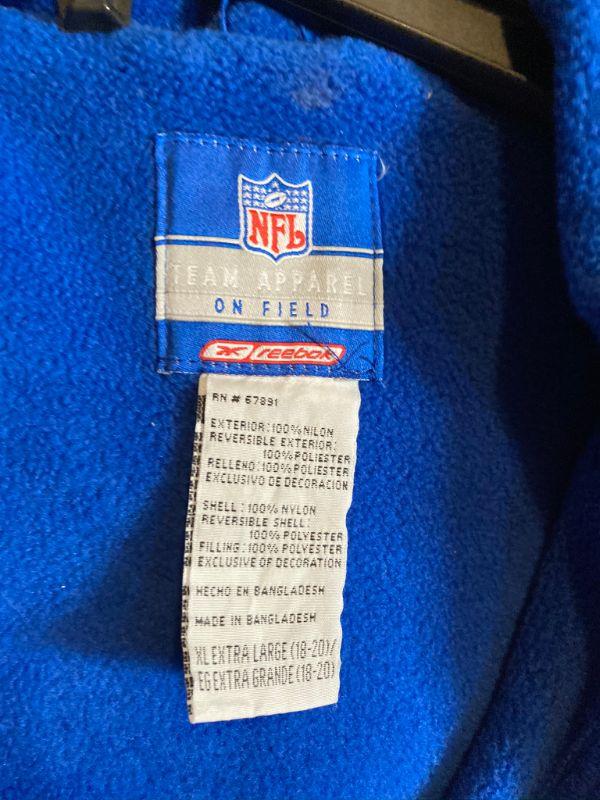 NFL
TEAM APPAREL
ON FIELD
Reebok
RN # 67891
EXTERIOR:100%NILON
REVERSIBLE EXTERIOR:
100%POLIESTER
RELLENO:100%POLIESTER
EXCLUSIVO DE DECORACION
SHELL:100%NYLON
REVERSIBLE SHELL:
100%POLYESTER
FILLING:100%POLYESTER
EXCLUSIVE OF DECORATION
HECHO EN BANGLADESH
MADE IN BANGLADESH
XL EXTRA LARGE (18-20)/
EG EXTRA GRANDE (18-20)